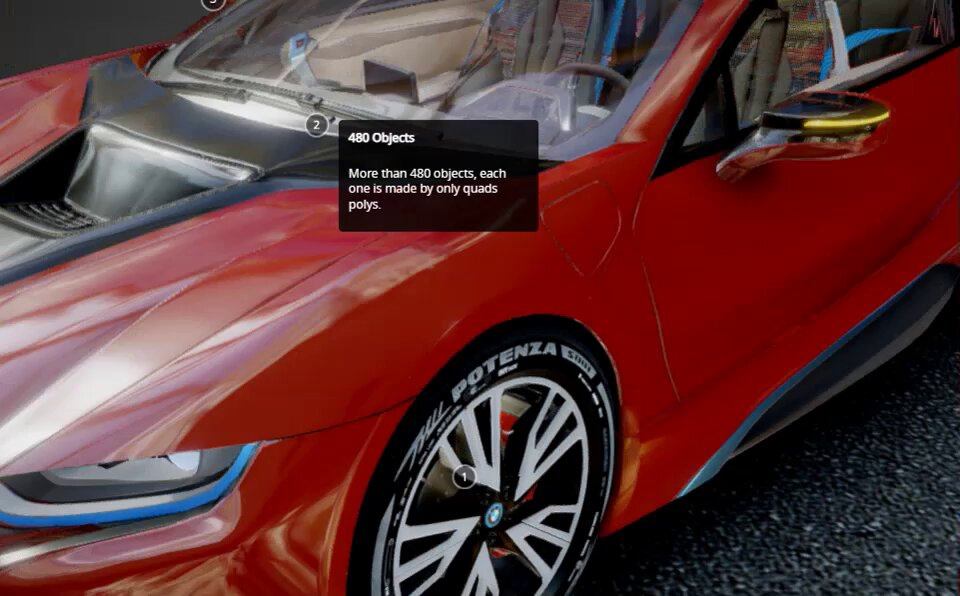 2
480 Objects
More than 480 objects, each
one is made by only quads
polys.
POTENZA
1